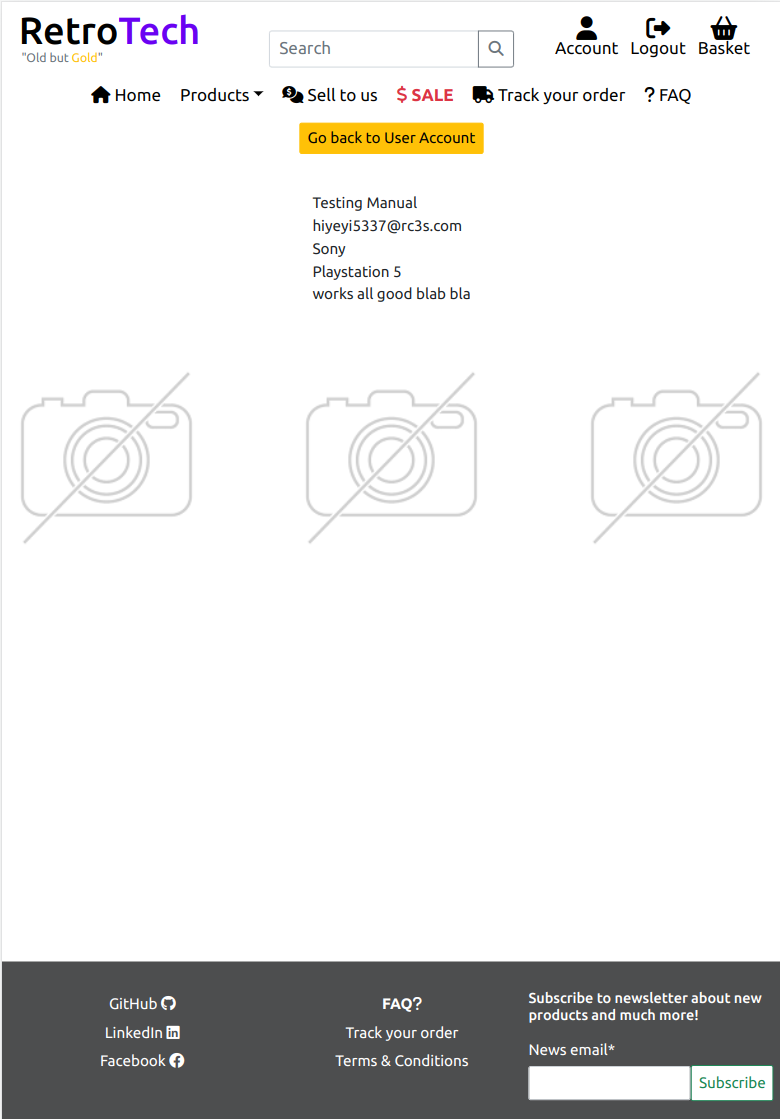 RetroTech
"Old but Gold"
Search
Account
Logout
Basket
Home
Products
Sell to us
$ SALE
Track your order
? FAQ
Go back to User Account
Testing Manual
hiyeyi5337@rc3s.com
Sony
Playstation 5
works all good blab bla
GitHub
LinkedIn
Facebook
FAQ?
Track your order
Terms & Conditions
Subscribe to newsletter about new
products and much more!
News email*
Subscribe